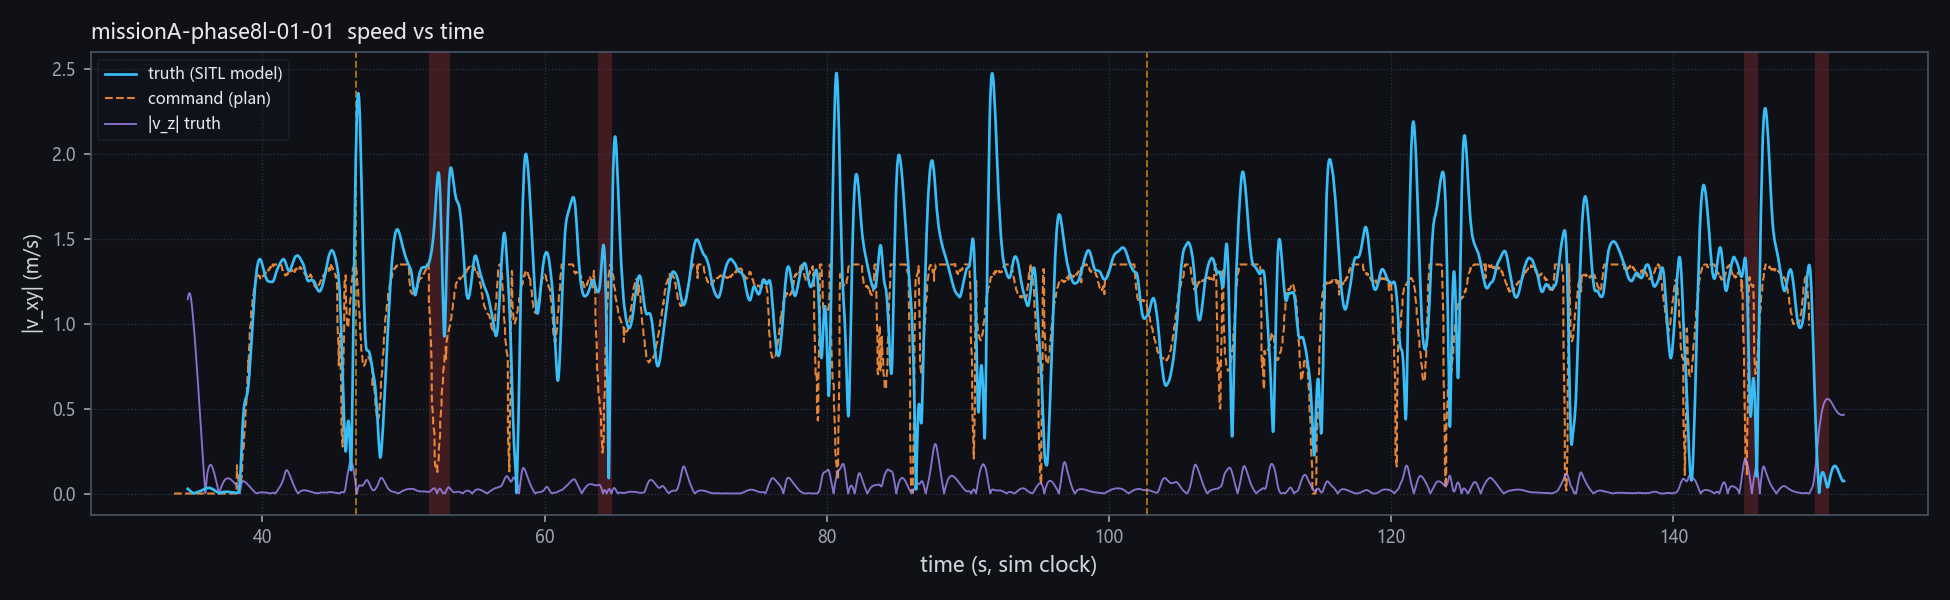 missionA-phase8l-01-01  speed vs time
truth (SITL model)
command (plan)
|v_z| truth
2.5
2.0
1.5
1.0
0.5
0.0
|v_xy| (m/s)
40
60
80
100
120
140
time (s, sim clock)